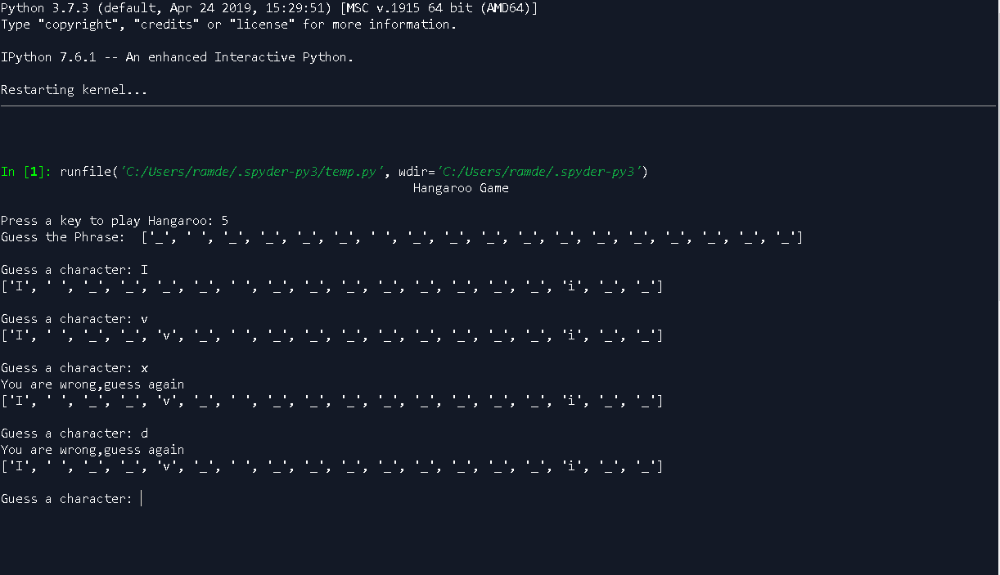 Python 3.7.3 (default, Apr 24 2019, 15:29:51) [MSC v.1915 64 bit (AMD64)]
Type "copyright", "credits" or "license" for more information.
IPython 7.6.1 -- An enhanced Interactive Python.
Restarting kernel...
In [1]: runfile('C:/Users/ramde/.spyder-py3/temp.py', wdir='C:/Users/ramde/.spyder-py3')
Hangaroo Game
Press a key to play Hangaroo: 5
Guess the Phrase:  ['_', ' ', '_', '_', '_', '_', ' ', '_', '_', '_', '_', '_', '_', '_', '_', '_', '_', '_']
Guess a character: I
['I', ' ', '_', '_', '_', '_', ' ', '_', '_', '_', '_', '_', '_', '_', '_', 'i', '_', '_']
Guess a character: v
['I', ' ', '_', '_', 'v', '_', ' ', '_', '_', '_', '_', '_', '_', '_', '_', 'i', '_', '_']
Guess a character: x
You are wrong,guess again
['I', ' ', '_', '_', 'v', '_', ' ', '_', '_', '_', '_', '_', '_', '_', '_', 'i', '_', '_']
Guess a character: d
You are wrong,guess again
['I', ' ', '_', '_', 'v', '_', ' ', '_', '_', '_', '_', '_', '_', '_', '_', 'i', '_', '_']
Guess a character: